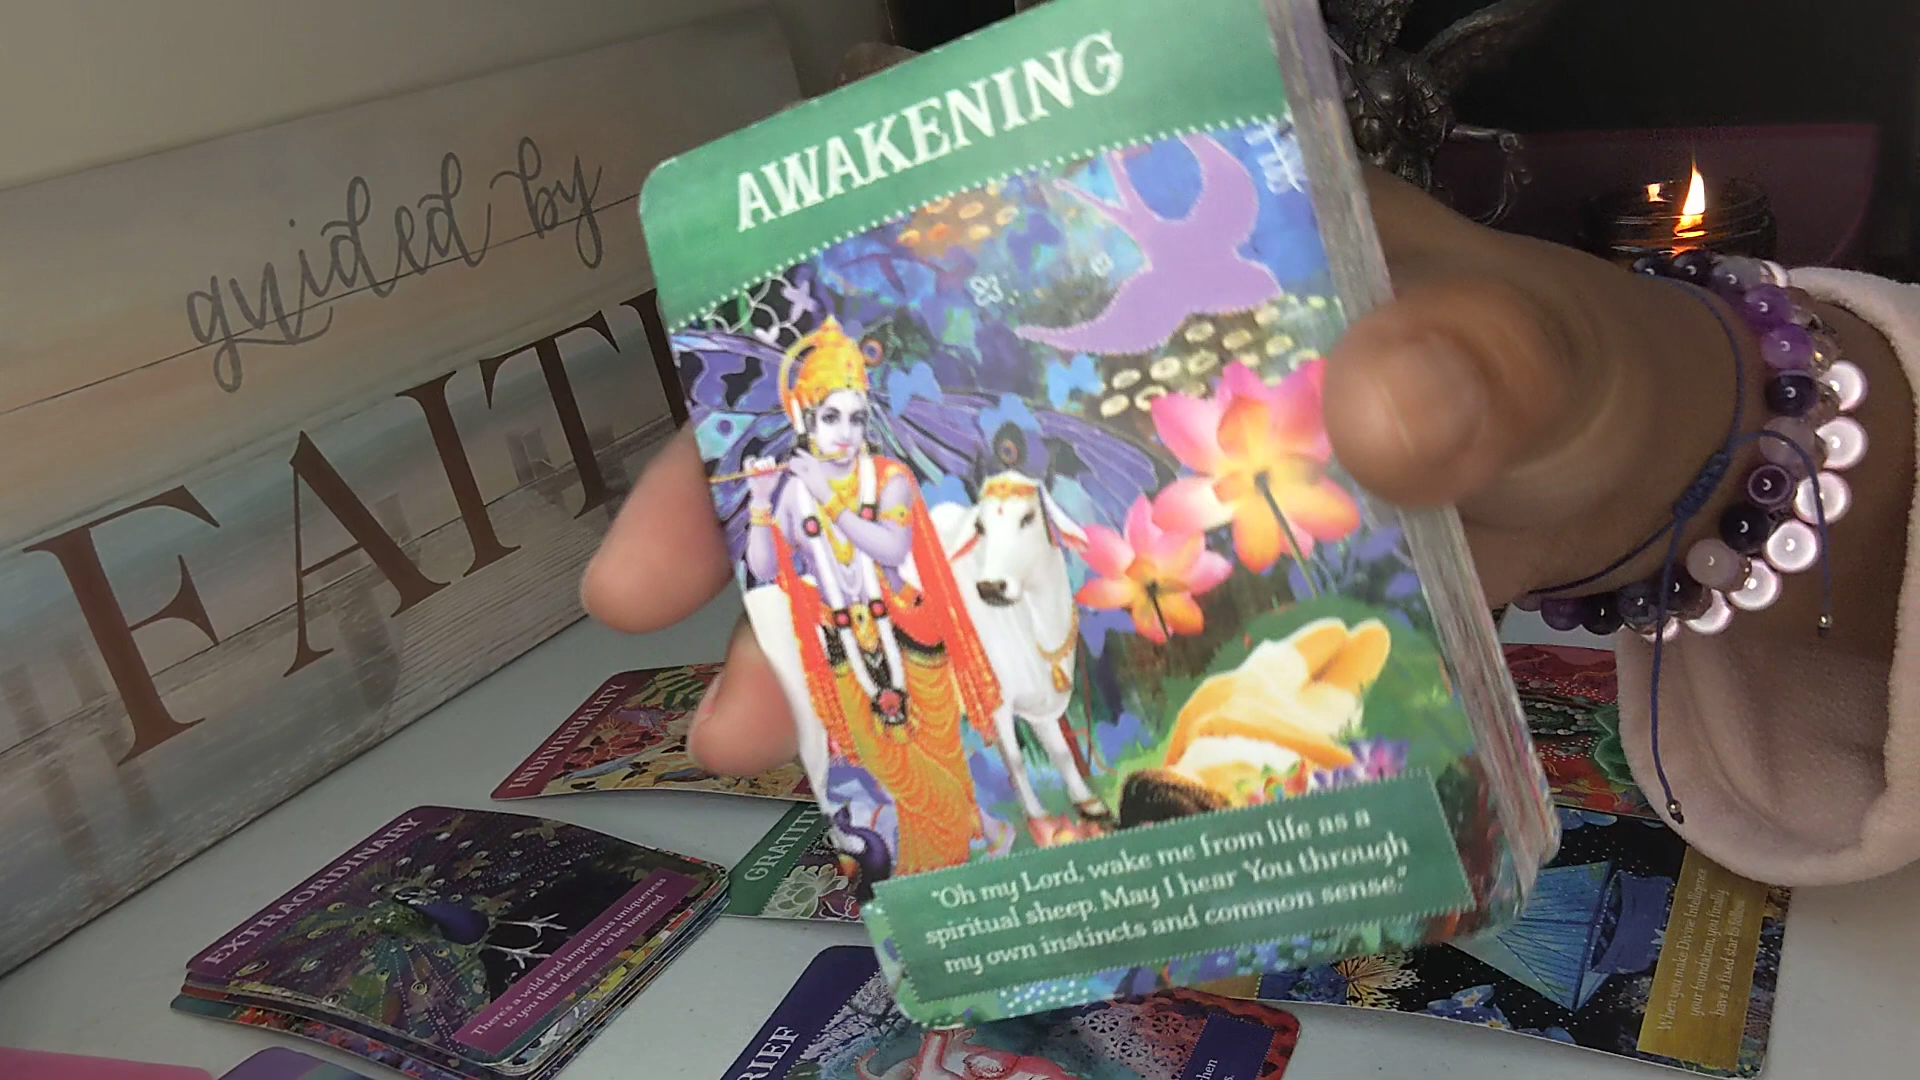 guided by
FAITH
AWAKENING
"Oh my Lord, wake me from life as a
spiritual sheep. May I hear You through
my own instincts and common sense."
INDIVIDUALITY
GRATIT
EXTRAORDINARY
There's a wild and impetuous uniqueness
to you that deserves to be honored.
RIEF
When you make Divine Intelligence
your foundation, you finally
have a fixed star to follow.